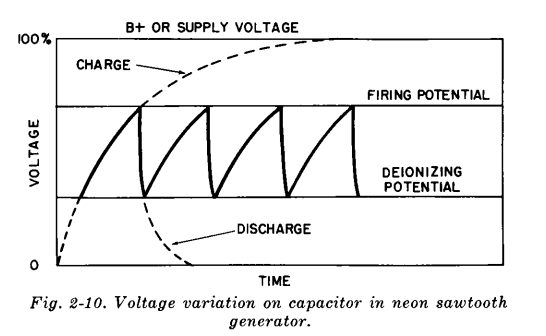 B+ OR SUPPLY VOLTAGE
100%
CHARGE
FIRING POTENTIAL
VOLTAGE
DEIONIZING
POTENTIAL
DISCHARGE
0
TIME
Fig. 2-10. Voltage variation on capacitor in neon sawtooth
generator.